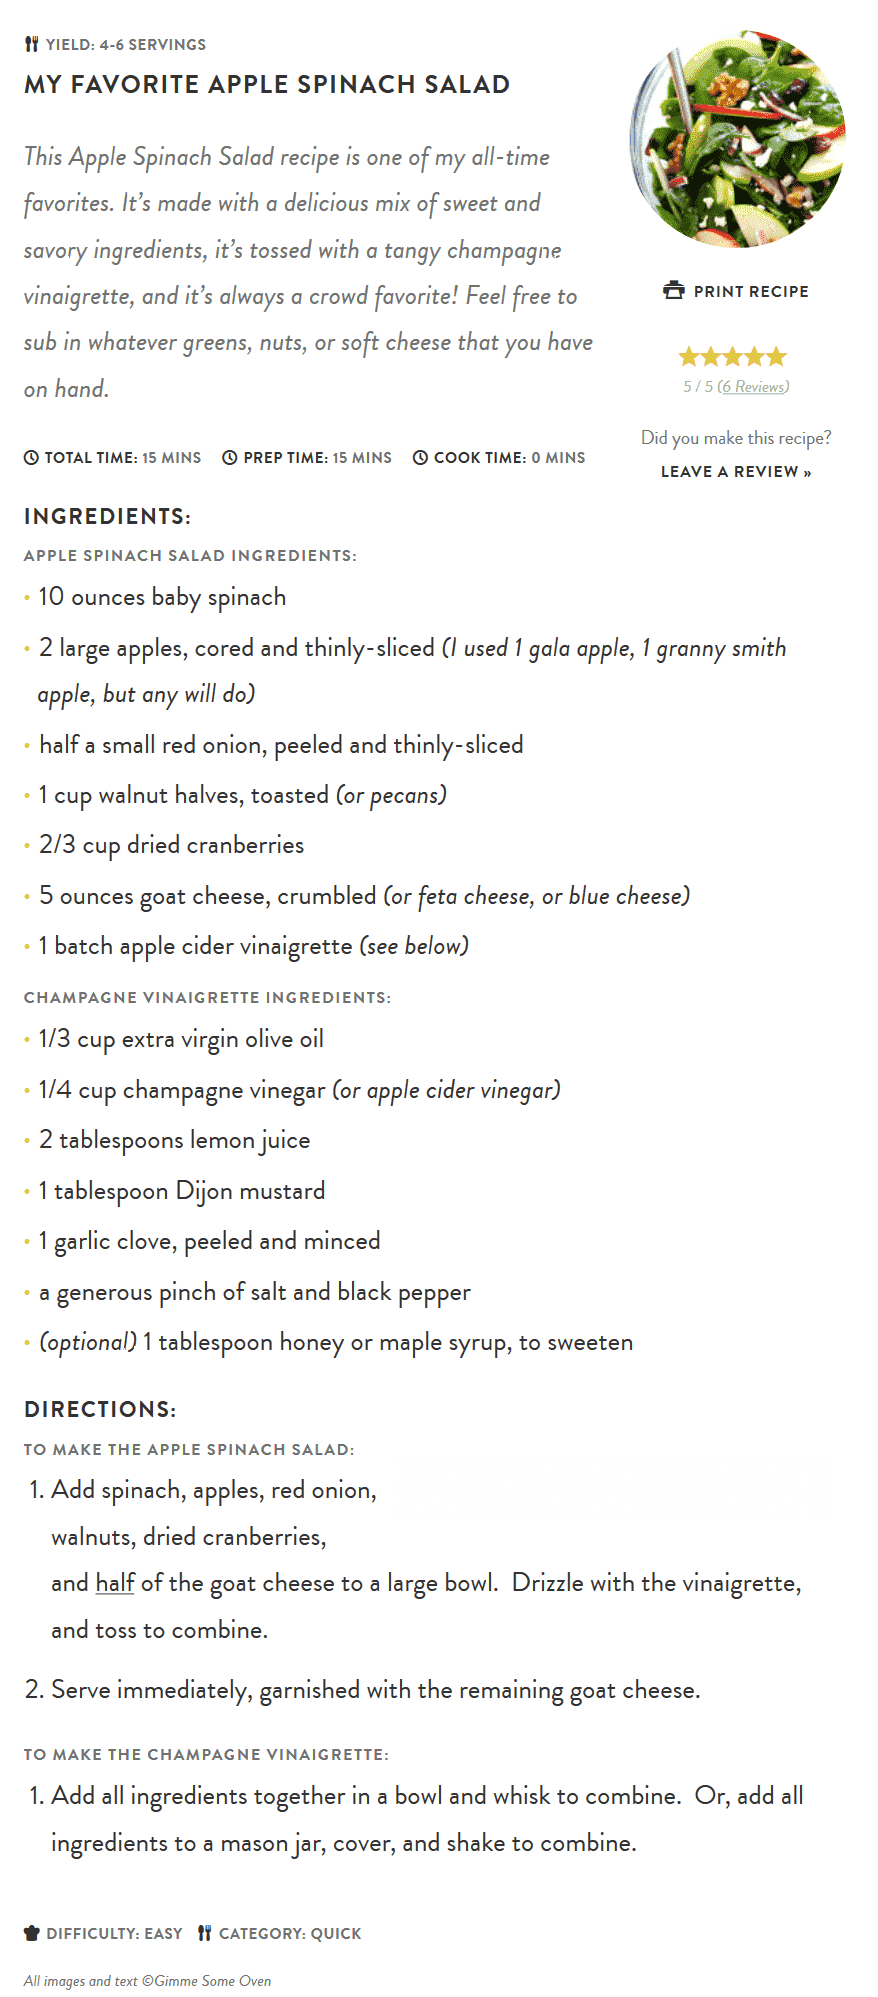 YIELD: 4-6 SERVINGS
MY FAVORITE APPLE SPINACH SALAD
This Apple Spinach Salad recipe is one of my all-time
favorites. It's made with a delicious mix of sweet and
savory ingredients, it's tossed with a tangy champagne
vinaigrette, and it's always a crowd favorite! Feel free to
sub in whatever greens, nuts, or soft cheese that you have
on hand.
TOTAL TIME: 15 MINS PREP TIME: 15 MINS COOK TIME: 0 MINS
PRINT RECIPE
5 / 5 (6 Reviews)
Did you make this recipe?
LEAVE A REVIEW »
INGREDIENTS:
APPLE SPINACH SALAD INGREDIENTS:
• 10 ounces baby spinach
• 2 large apples, cored and thinly-sliced (I used 1 gala apple, 1 granny smith
apple, but any will do)
• half a small red onion, peeled and thinly-sliced
• 1 cup walnut halves, toasted (or pecans)
• 2/3 cup dried cranberries
• 5 ounces goat cheese, crumbled (or feta cheese, or blue cheese)
• 1 batch apple cider vinaigrette (see below)
CHAMPAGNE VINAIGRETTE INGREDIENTS:
• 1/3 cup extra virgin olive oil
• 1/4 cup champagne vinegar (or apple cider vinegar)
• 2 tablespoons lemon juice
• 1 tablespoon Dijon mustard
• 1 garlic clove, peeled and minced
• a generous pinch of salt and black pepper
• (optional) 1 tablespoon honey or maple syrup, to sweeten
DIRECTIONS:
TO MAKE THE APPLE SPINACH SALAD:
1. Add spinach, apples, red onion,
walnuts, dried cranberries,
and half of the goat cheese to a large bowl. Drizzle with the vinaigrette,
and toss to combine.
2. Serve immediately, garnished with the remaining goat cheese.
TO MAKE THE CHAMPAGNE VINAIGRETTE:
1. Add all ingredients together in a bowl and whisk to combine. Or, add all
ingredients to a mason jar, cover, and shake to combine.
DIFFICULTY: EASY CATEGORY: QUICK
All images and text ©Gimme Some Oven